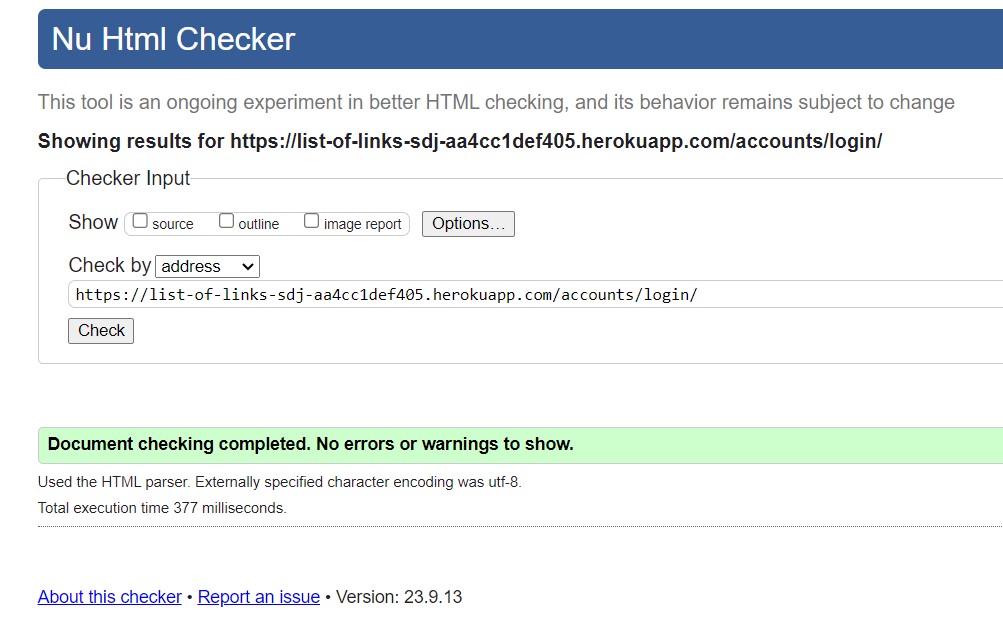 Nu Html Checker
This tool is an ongoing experiment in better HTML checking, and its behavior remains subject to change
Showing results for https://list-of-links-sdj-aa4cc1def405.herokuapp.com/accounts/login/
Checker Input
Show source outline image report Options...
Check by address
https://list-of-links-sdj-aa4cc1def405.herokuapp.com/accounts/login/
Check
Document checking completed. No errors or warnings to show.
Used the HTML parser. Externally specified character encoding was utf-8.
Total execution time 377 milliseconds.
About this checker • Report an issue • Version: 23.9.13